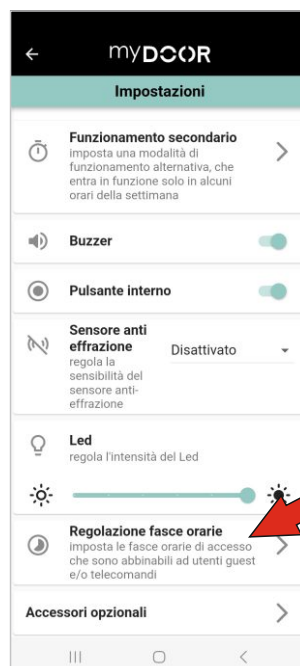 myDOOR
Impostazioni
Funzionamento secondario
imposta una modalità di
funzionamento alternativa, che
entra in funzione solo in alcuni
orari della settimana
Buzzer
Pulsante interno
Sensore anti
effrazione
Disattivato
regola la
sensibilità del
sensore anti-
effrazione
Led
regola l'intensità del Led
Regolazione fasce orarie
imposta le fasce orarie di accesso
che sono abbinabili ad utenti guest
e/o telecomandi
Accessori opzionali